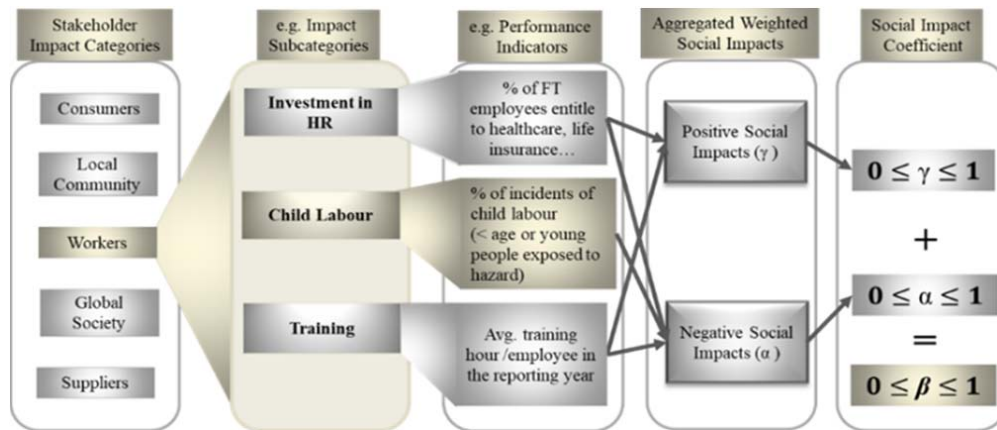 Stakeholder
Impact Categories
Consumers
Local
Community
Workers
Global
Society
Suppliers
e.g. Impact
Subcategories
Investment in
HR
Child Labour
Training
e.g. Performance
Indicators
% of FT
employees entitle
to healthcare, life
insurance…
% of incidents of
child labour
(< age or young
people exposed to
hazard)
Avg. training
hour /employee in
the reporting year
Aggregated Weighted
Social Impacts
Positive Social
Impacts (γ )
Negative Social
Impacts (α )
Social Impact
Coefficient
0 ≤ γ ≤ 1
+
0 ≤ α ≤ 1
=
0 ≤ β ≤ 1